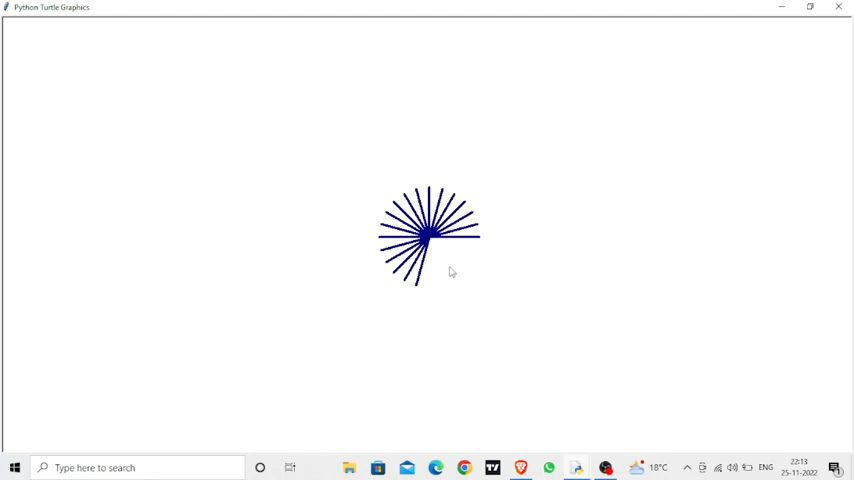 Python Turtle Graphics
Type here to search
18°C
ENG
22:13
25-11-2022